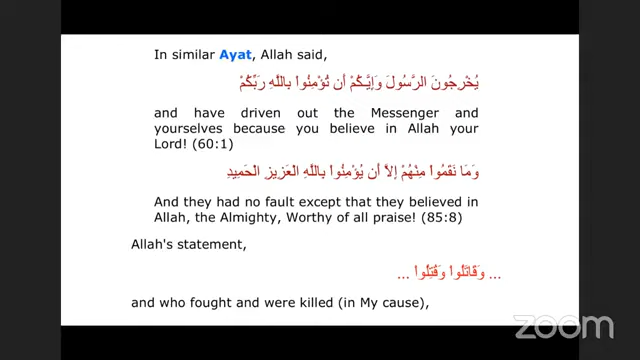 In similar Ayat, Allah said,
يُخْرِجُونَ الرَّسُولَ وَإِيَّـكُمْ أَن تُؤْمِنُواْ بِاللَّهِ رَبِّكُمْ
and have driven out the Messenger and
yourselves because you believe in Allah your
Lord! (60:1)
وَمَا نَقَمُواْ مِنْهُمْ إِلاَّ أَن يُؤْمِنُواْ بِاللَّهِ الْعَزِيزِ الْحَمِيدِ
And they had no fault except that they believed in
Allah, the Almighty, Worthy of all praise! (85:8)
Allah's statement,
... وَقَاتَلُواْ وَقُتِلُواْ ...
and who fought and were killed (in My cause),
zoom